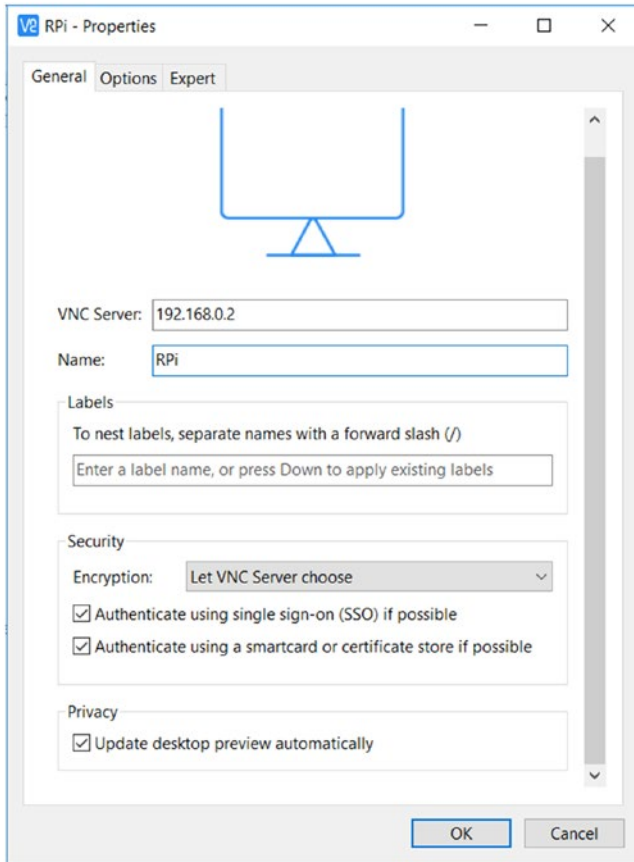 V2 RPi - Properties
General Options Expert
VNC Server: 192.168.0.2
Name: RPi
Labels
To nest labels, separate names with a forward slash (/)
Enter a label name, or press Down to apply existing labels
Security
Encryption: Let VNC Server choose
Authenticate using single sign-on (SSO) if possible
Authenticate using a smartcard or certificate store if possible
Privacy
Update desktop preview automatically
OK Cancel